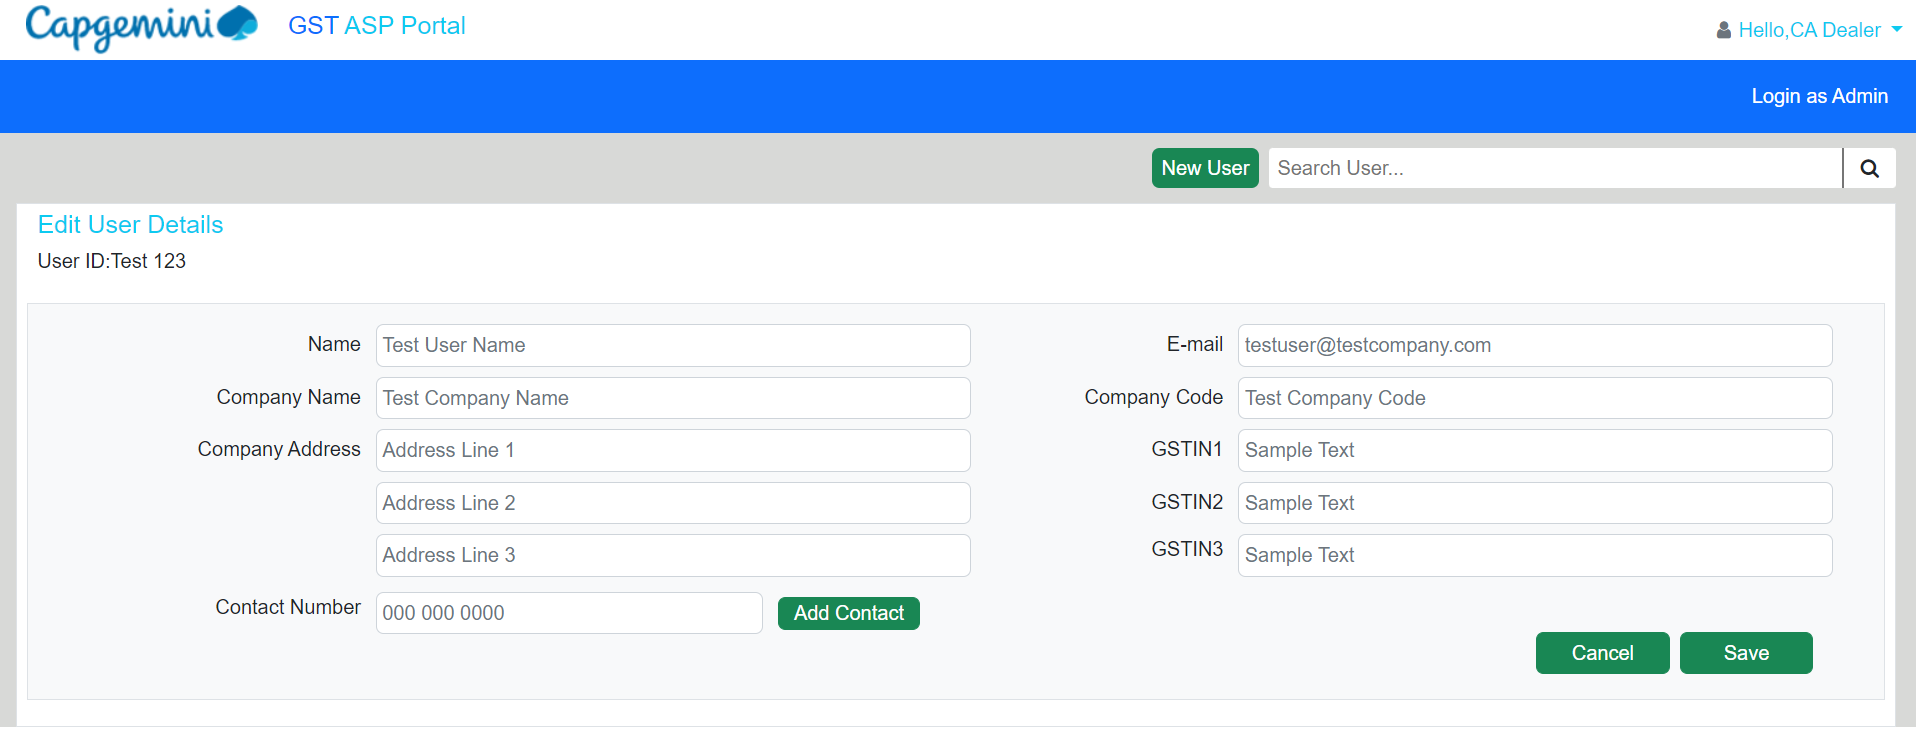 Capgemini GST ASP Portal
Hello,CA Dealer
Login as Admin
New User Search User...
Edit User Details
User ID:Test 123
Name Test User Name E-mail testuser@testcompany.com
Company Name Test Company Name Company Code Test Company Code
Company Address Address Line 1 GSTIN1 Sample Text
Address Line 2 GSTIN2 Sample Text
Address Line 3 GSTIN3 Sample Text
Contact Number 000 000 0000 Add Contact
Cancel Save